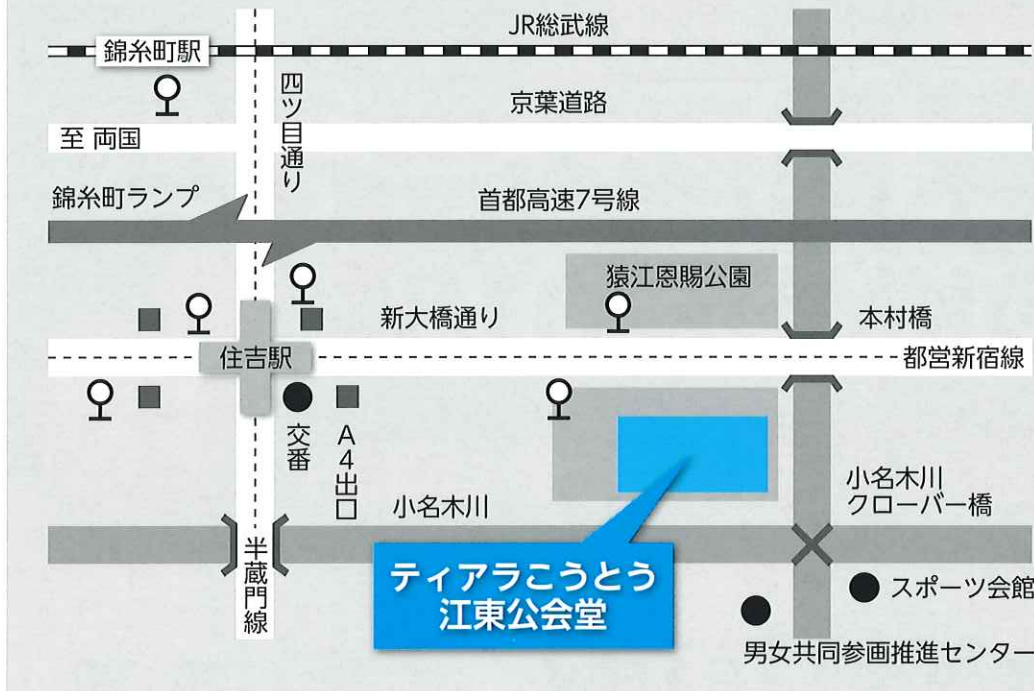 JR総武線
錦糸町駅
四ツ目通り
京葉道路
至 両国
錦糸町ランプ
首都高速7号線
猿江恩賜公園
新大橋通り
本村橋
住吉駅
都営新宿線
交番
A4出口
小名木川
小名木川
クローバー橋
半蔵門線
ティアラこうとう
江東公会堂
スポーツ会館
男女共同参画推進センター